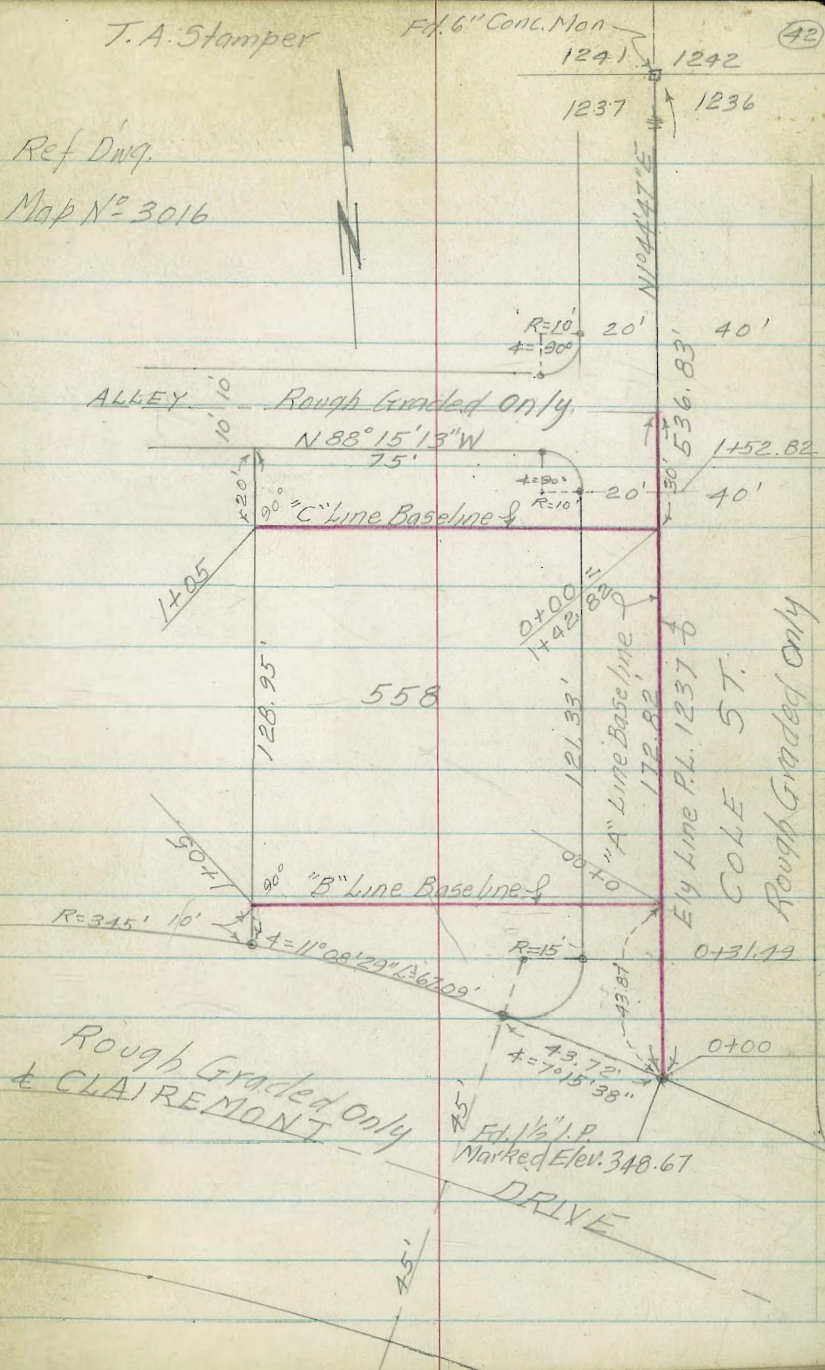 T.A. Stamper
Fd. 6" Conc. Mon
42
1241 1242
1237 1236
Ref Dwg.
Map Nº 3016
N1°44'47"E
R=10' 20' 40'
∡=90°
536.83'
ALLEY 10' 10' Rough Graded Only
N 88°15'13"W
75'
1+52.82
∡=90°
R=10' 20' 40'
30'
20'
90° "C" Line Baseline
1+05
0+00
1+42.82
128.95'
558
121.33'
"A" Line Baseline
172.82'
Ely Line P.L. 1237
COLE ST.
Rough Graded Only
1+05
90° "B" Line Baseline
0+00
R=345' 10'
∡=11°08'29" L=67.09'
R=15'
43.87'
0+31.49
43.72'
∡=7°15'38"
0+00
Rough Graded Only
℄ CLAIREMONT DRIVE
45'
Fd. 1½" I.P.
Marked Elev. 348.67
45'